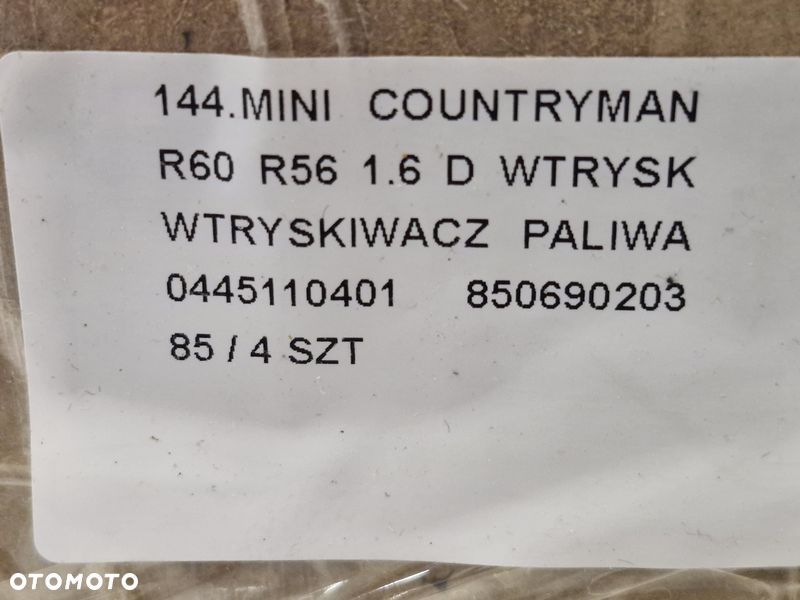 144.MINI COUNTRYMAN
R60 R56 1.6 D WTRYSK
WTRYSKIWACZ PALIWA
0445110401 850690203
85 / 4 SZT
OTOMOTO